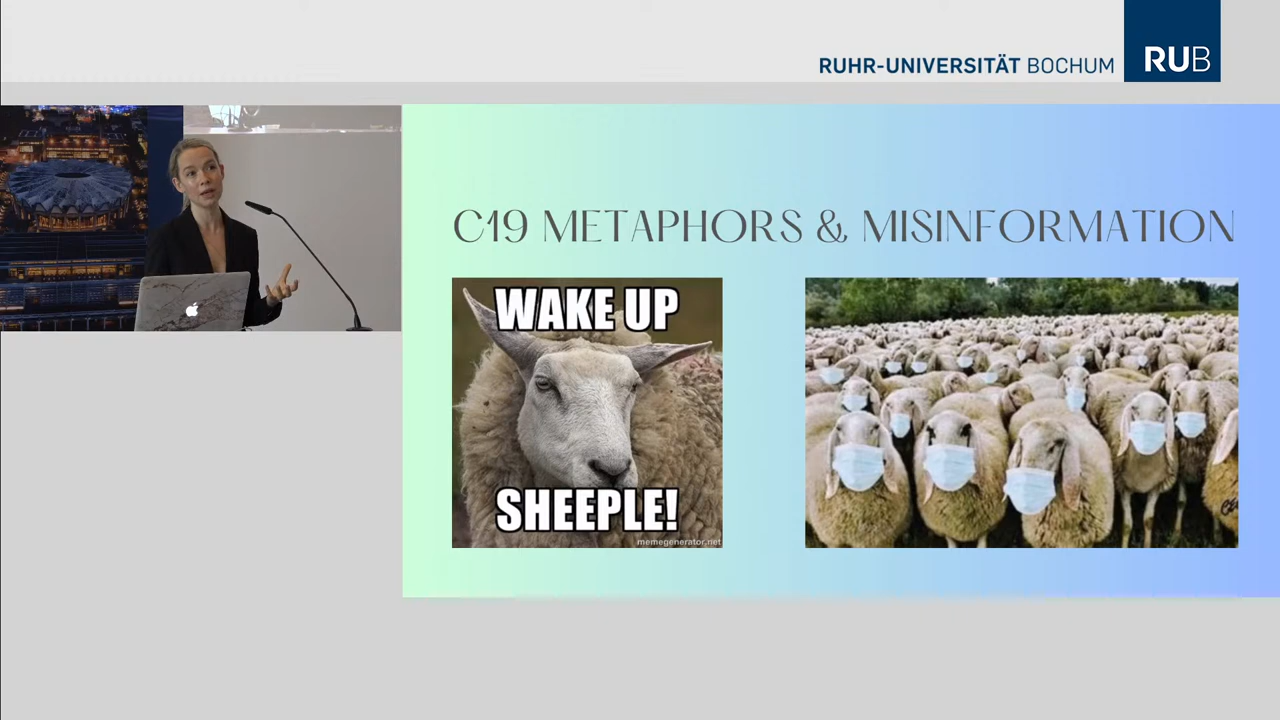 RUHR-UNIVERSITÄT BOCHUM
RUB
C19 METAPHORS & MISINFORMATION
WAKE UP
SHEEPLE!
memegenerator.net